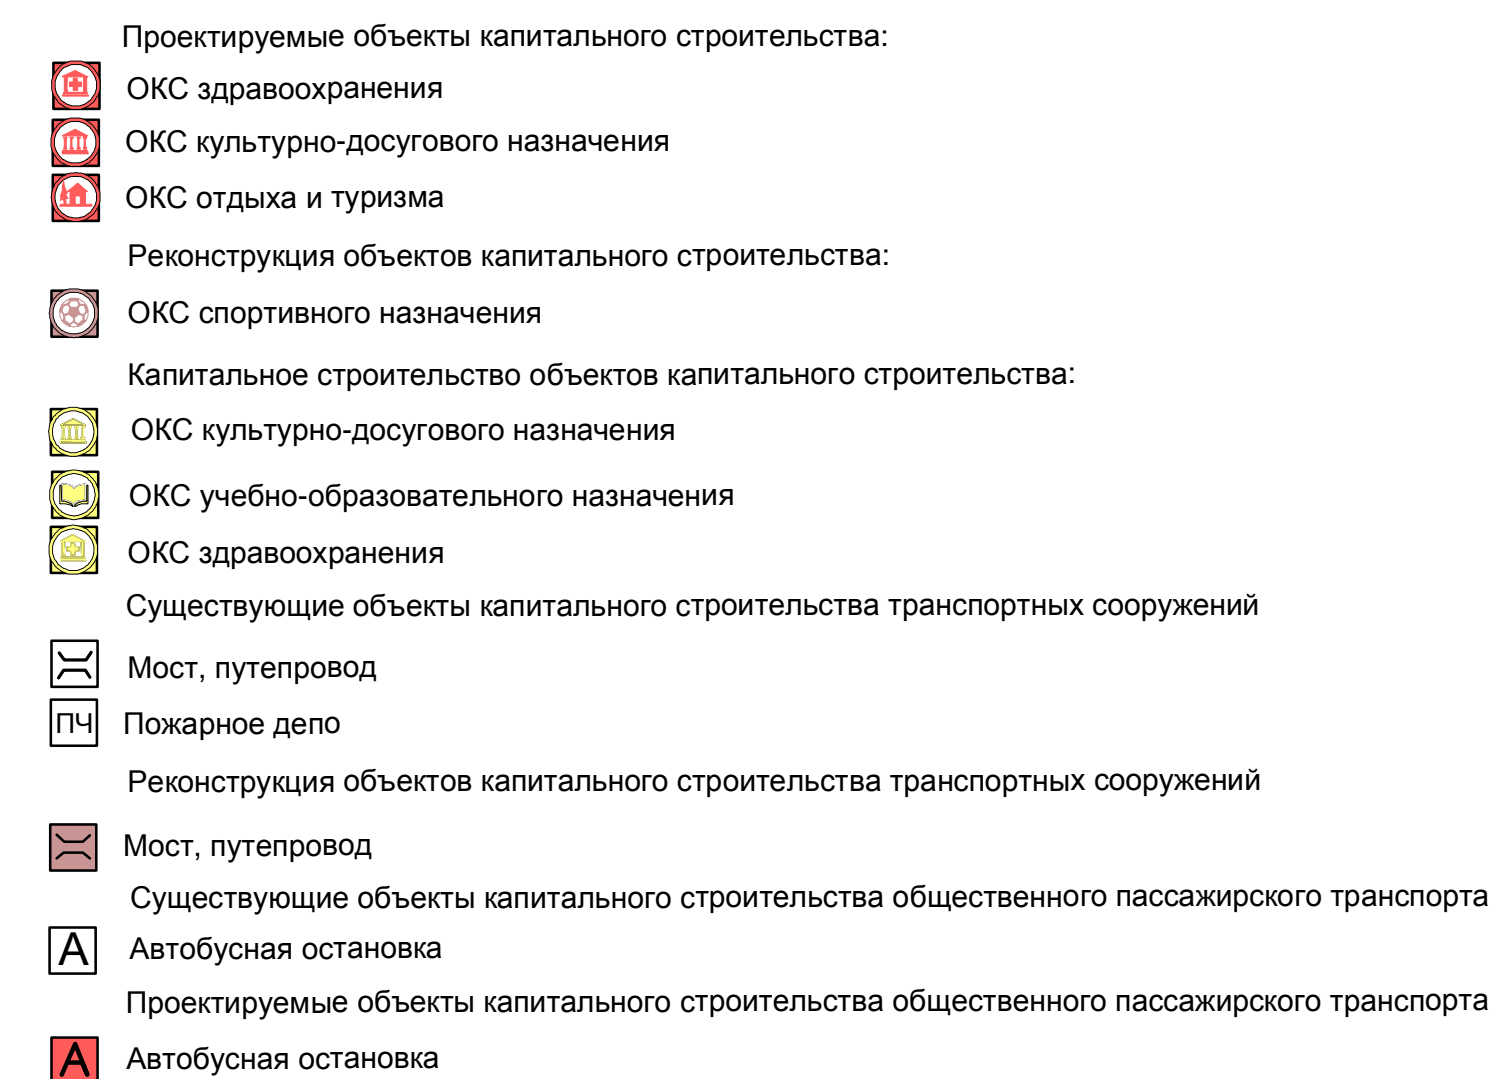 Проектируемые объекты капитального строительства:
ОКС здравоохранения
ОКС культурно-досугового назначения
ОКС отдыха и туризма
Реконструкция объектов капитального строительства:
ОКС спортивного назначения
Капитальное строительство объектов капитального строительства:
ОКС культурно-досугового назначения
ОКС учебно-образовательного назначения
ОКС здравоохранения
Существующие объекты капитального строительства транспортных сооружений
Мост, путепровод
ПЧ Пожарное депо
Реконструкция объектов капитального строительства транспортных сооружений
Мост, путепровод
Существующие объекты капитального строительства общественного пассажирского транспорта
А Автобусная остановка
Проектируемые объекты капитального строительства общественного пассажирского транспорта
А Автобусная остановка